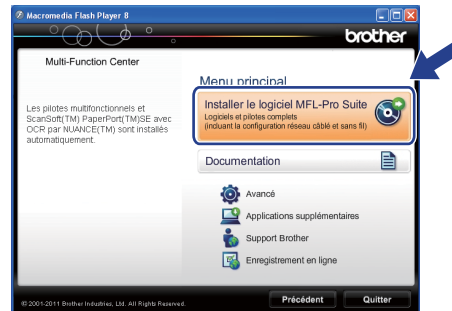 Macromedia Flash Player 8
brother
Multi-Function Center
Menu principal
Les pilotes multifonctionnels et
ScanSoft(TM) PaperPort(TM)SE avec
OCR par NUANCE(TM) sont installés
automatiquement.
Installer le logiciel MFL-Pro Suite
Logiciels et pilotes complets
(incluant la configuration réseau câblé et sans fil)
Documentation
Avancé
Applications supplémentaires
Support Brother
Enregistrement en ligne
© 2001-2011 Brother Industries, Ltd. All Rights Reserved.
Précédent
Quitter